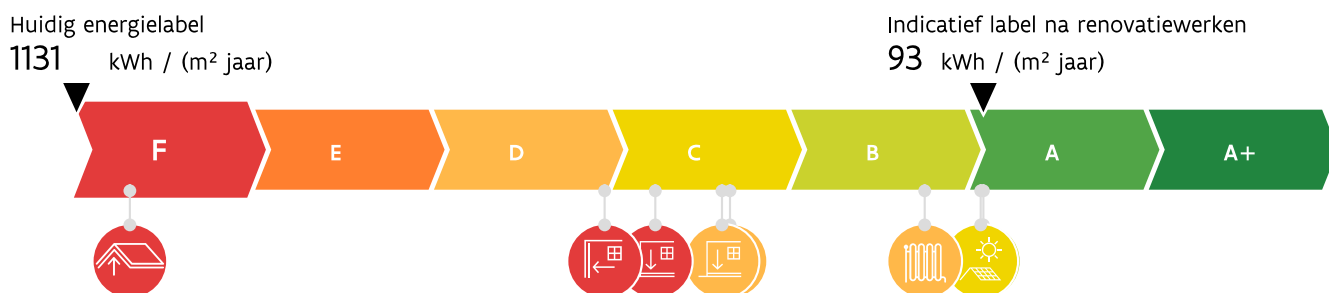 Huidig energielabel
1131 kWh / (m² jaar)
Indicatief label na renovatiewerken
93 kWh / (m² jaar)
F E D C B A A+